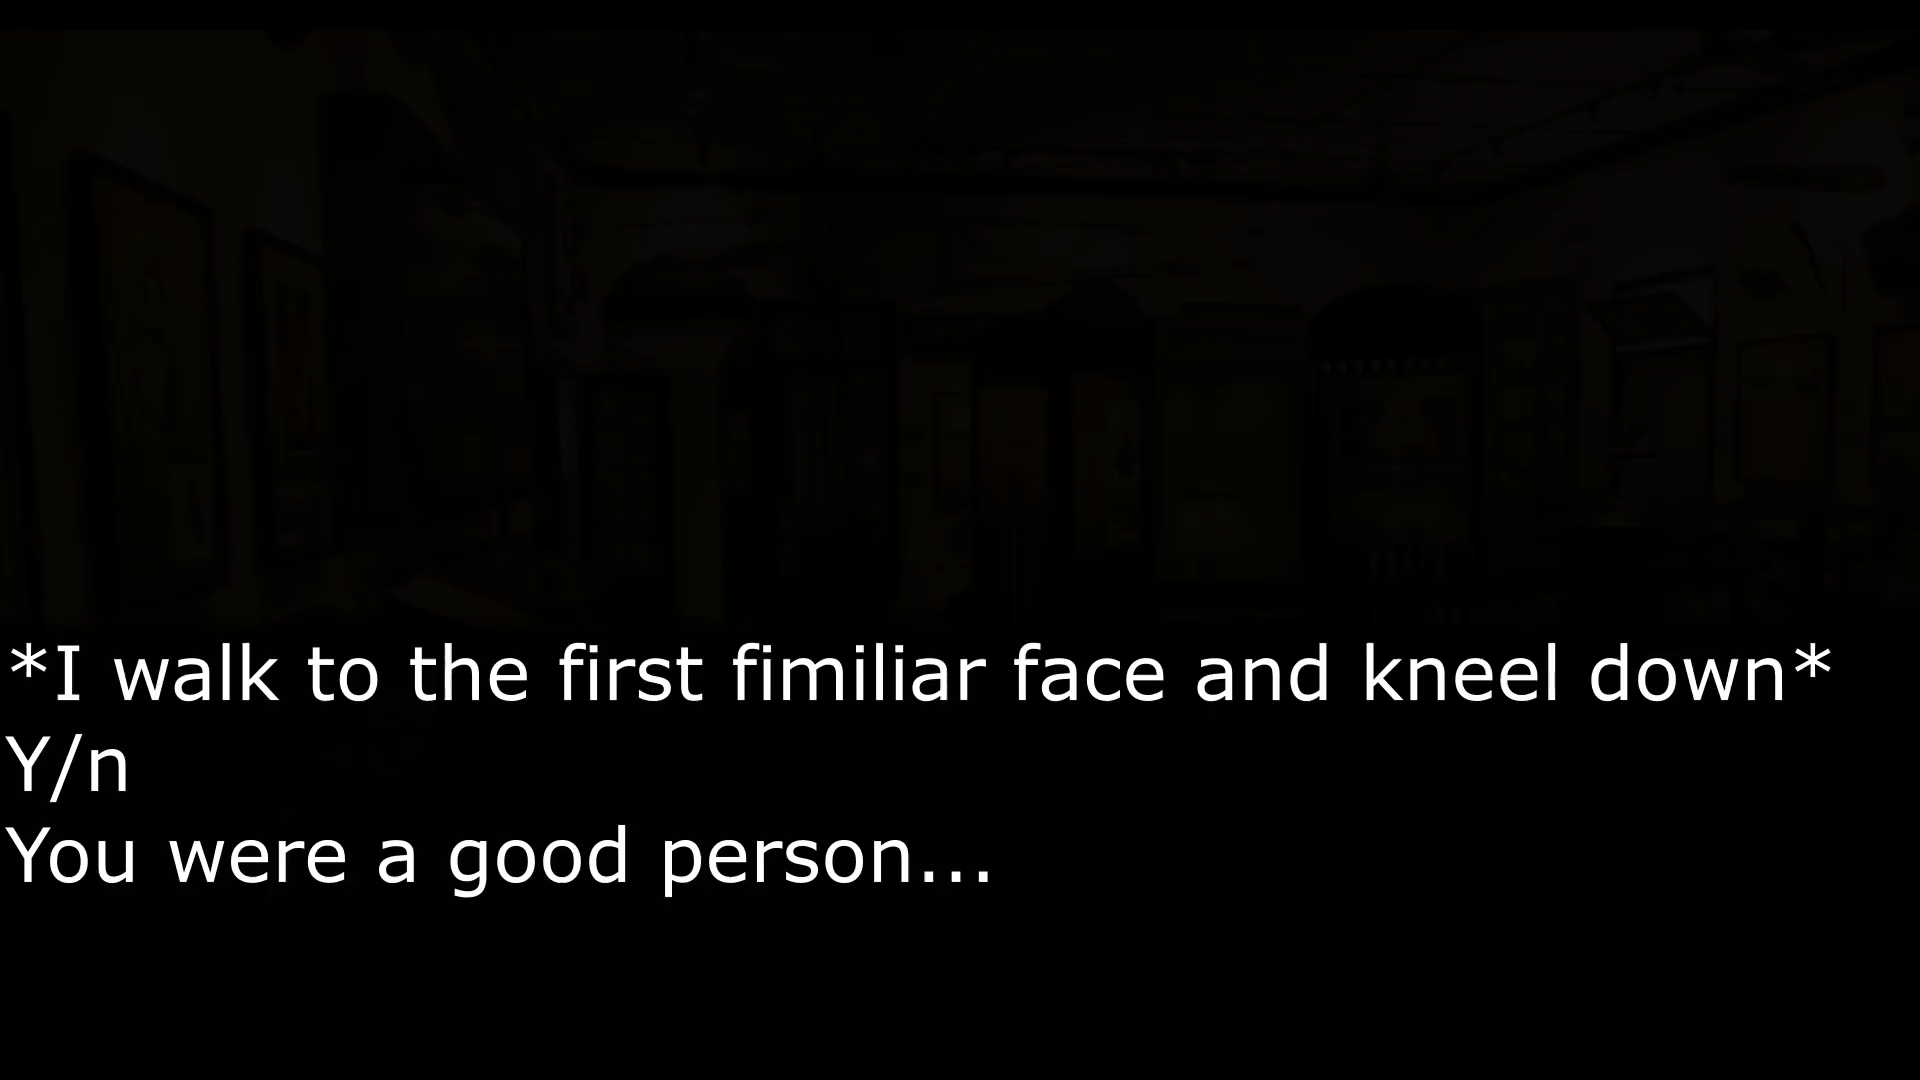 *I walk to the first fimiliar face and kneel down*
Y/n
You were a good person...